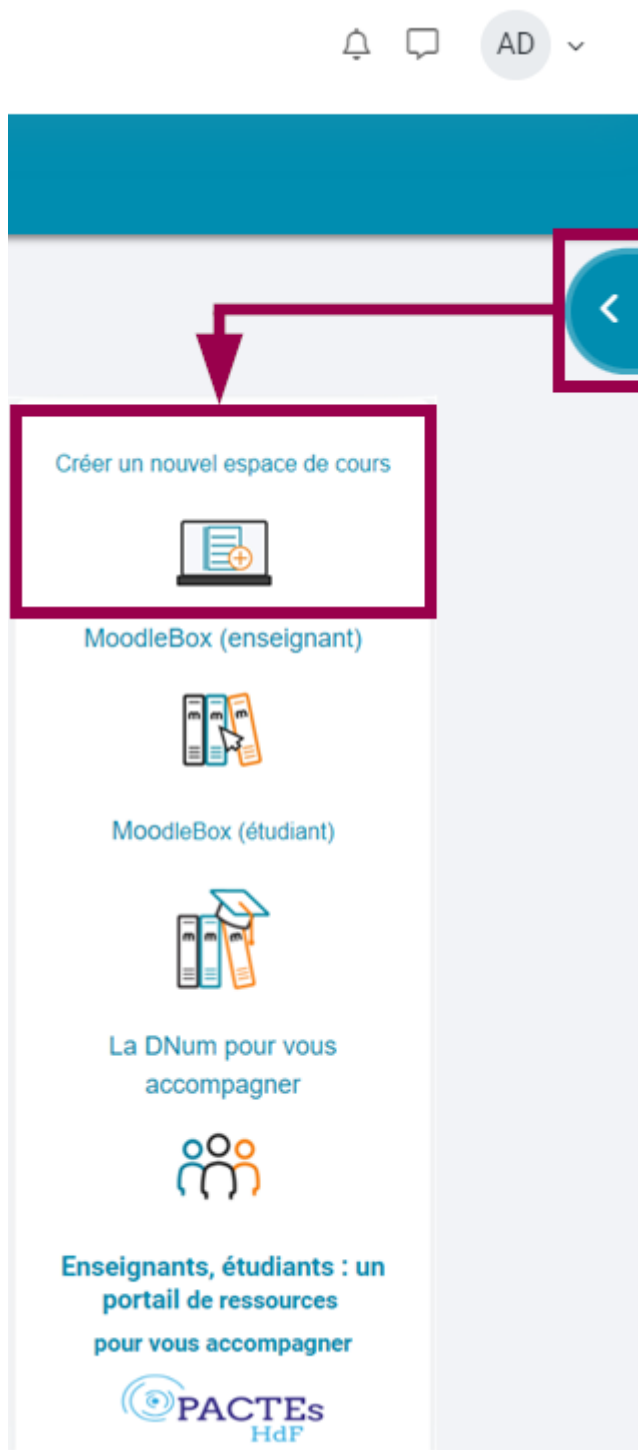 AD
Créer un nouvel espace de cours
MoodleBox (enseignant)
m m m
MoodleBox (étudiant)
m m m
La DNum pour vous
accompagner
Enseignants, étudiants : un
portail de ressources
pour vous accompagner
PACTEs
HdF